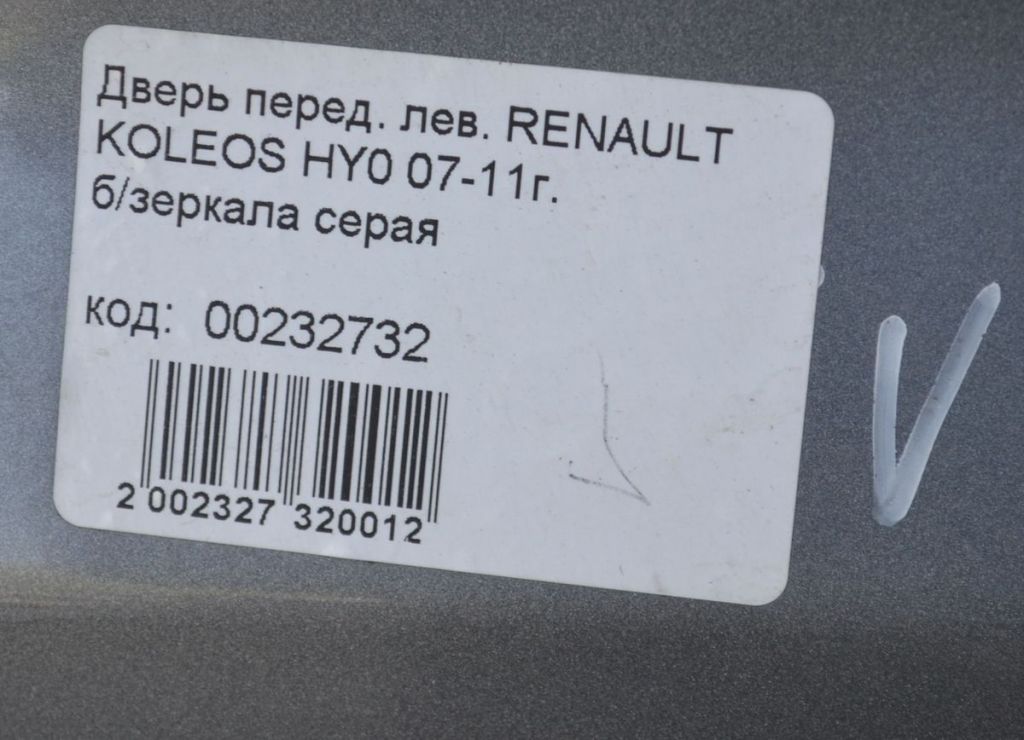 Дверь перед. лев. RENAULT
KOLEOS HY0 07-11г.
б/зеркала серая
код: 00232732
2 002327 320012
V